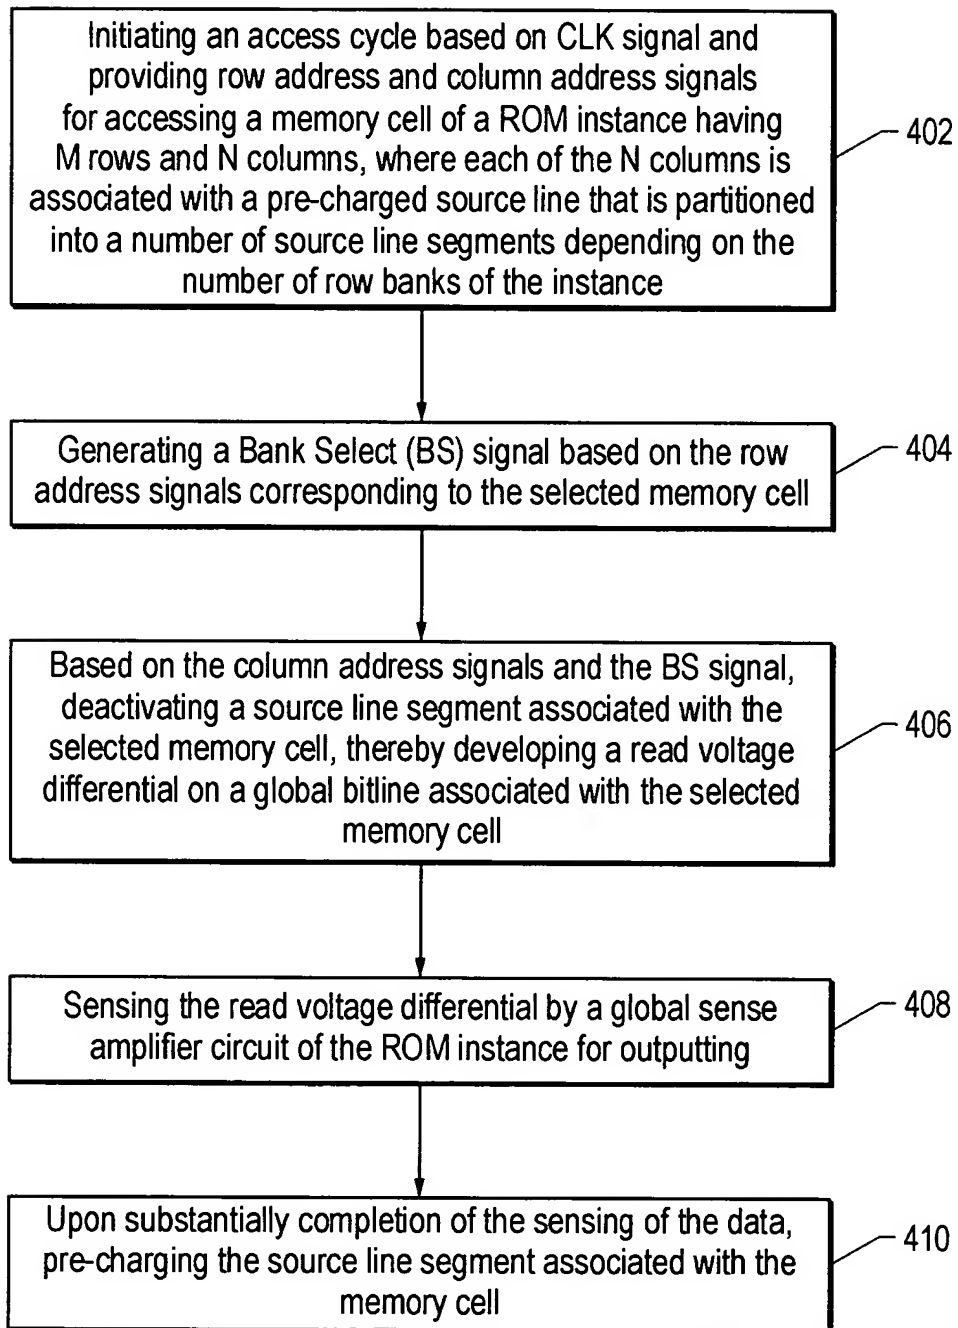 Initiating an access cycle based on CLK signal and
providing row address and column address signals
for accessing a memory cell of a ROM instance having
M rows and N columns, where each of the N columns is
associated with a pre-charged source line that is partitioned
into a number of source line segments depending on the
number of row banks of the instance
402
Generating a Bank Select (BS) signal based on the row
address signals corresponding to the selected memory cell
404
Based on the column address signals and the BS signal,
deactivating a source line segment associated with the
selected memory cell, thereby developing a read voltage
differential on a global bitline associated with the selected
memory cell
406
Sensing the read voltage differential by a global sense
amplifier circuit of the ROM instance for outputting
408
Upon substantially completion of the sensing of the data,
pre-charging the source line segment associated with the
memory cell
410